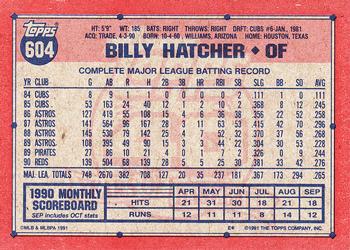 TOPPS
604
HT: 5'9" WT: 185 BATS: RIGHT THROWS: RIGHT DRAFT: CUBS #6-JAN., 1981
ACQ: TRADE, 4-3-90 BORN: 10-4-60 WILLIAMS, ARIZONA HOME: HOUSTON, TEXAS
BILLY HATCHER ◆ OF
COMPLETE MAJOR LEAGUE BATTING RECORD
YR CLUB G AB R H 2B 3B HR RBI SB BB SO SLG AVG
84 CUBS 8 9 1 1 0 0 0 0 2 1 0 .111 .111
85 CUBS 53 163 24 40 12 1 2 10 2 8 12 .368 .245
86 ASTROS 127 419 55 108 15 4 6 36 38 22 52 .356 .258
87 ASTROS 141 564 96 167 28 3 11 63 53 42 70 .415 .296
88 ASTROS 145 530 79 142 25 4 7 52 32 37 56 .370 .268
89 ASTROS 108 395 49 90 15 3 3 44 22 30 53 .304 .228
89 PIRATES 27 86 10 21 4 0 1 7 2 0 9 .326 .244
90 REDS 139 504 68 139 28 5 5 25 30 33 42 .381 .276
MAJ. LEA. TOTALS 748 2670 382 708 127 20 35 237 181 173 294 .367 .265
1990 MONTHLY SCOREBOARD
SEP INCLUDES OCT STATS
APR MAY JUN JUL AUG SEP
HITS 21 31 30 18 21 18
RUNS 11 12 11 8 14 12
©MLB & MLBPA 1991
E*
©1991 THE TOPPS COMPANY, INC.